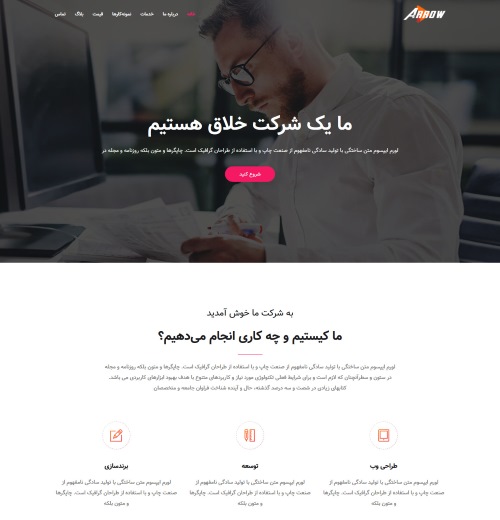 ARROW
خانه درباره ما خدمات نمونه‌کارها قیمت بلاگ تماس
ما یک شرکت خلاق هستیم
لورم ایپسوم متن ساختگی با تولید سادگی نامفهوم از صنعت چاپ و با استفاده از طراحان گرافیک است. چاپگرها و متون بلکه روزنامه و مجله در
شروع کنید
به شرکت ما خوش آمدید
ما کیستیم و چه کاری انجام می‌دهیم؟
لورم ایپسوم متن ساختگی با تولید سادگی نامفهوم از صنعت چاپ و با استفاده از طراحان گرافیک است. چاپگرها و متون بلکه روزنامه و مجله
در ستون و سطرآنچنان که لازم است و برای شرایط فعلی تکنولوژی مورد نیاز و کاربردهای متنوع با هدف بهبود ابزارهای کاربردی می باشد.
کتابهای زیادی در شصت و سه درصد گذشته، حال و آینده شناخت فراوان جامعه و متخصصان
طراحی وب
لورم ایپسوم متن ساختگی با تولید سادگی نامفهوم از
صنعت چاپ و با استفاده از طراحان گرافیک است. چاپگرها
و متون بلکه
توسعه
لورم ایپسوم متن ساختگی با تولید سادگی نامفهوم از
صنعت چاپ و با استفاده از طراحان گرافیک است. چاپگرها
و متون بلکه
برندسازی
لورم ایپسوم متن ساختگی با تولید سادگی نامفهوم از
صنعت چاپ و با استفاده از طراحان گرافیک است. چاپگرها
و متون بلکه